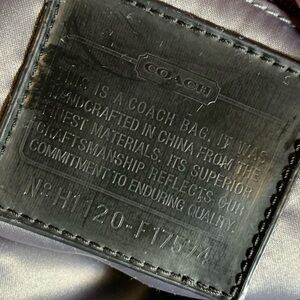 COACH
THIS IS A COACH BAG. IT WAS
HANDCRAFTED IN CHINA FROM THE
FINEST MATERIALS. ITS SUPERIOR
CRAFTSMANSHIP REFLECTS OUR
COMMITMENT TO ENDURING QUALITY.
Nº H1120-